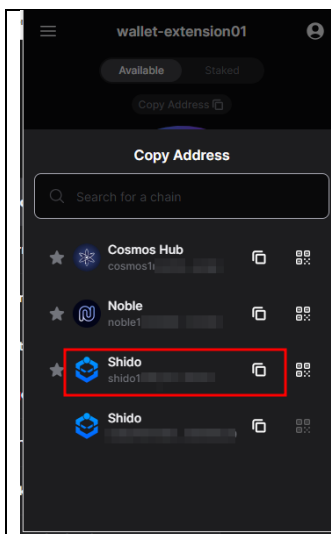 wallet-extension01
Available Staked
Copy Address
Copy Address
Search for a chain
Cosmos Hub
cosmos1
Noble
noble1
Shido
shido1
Shido